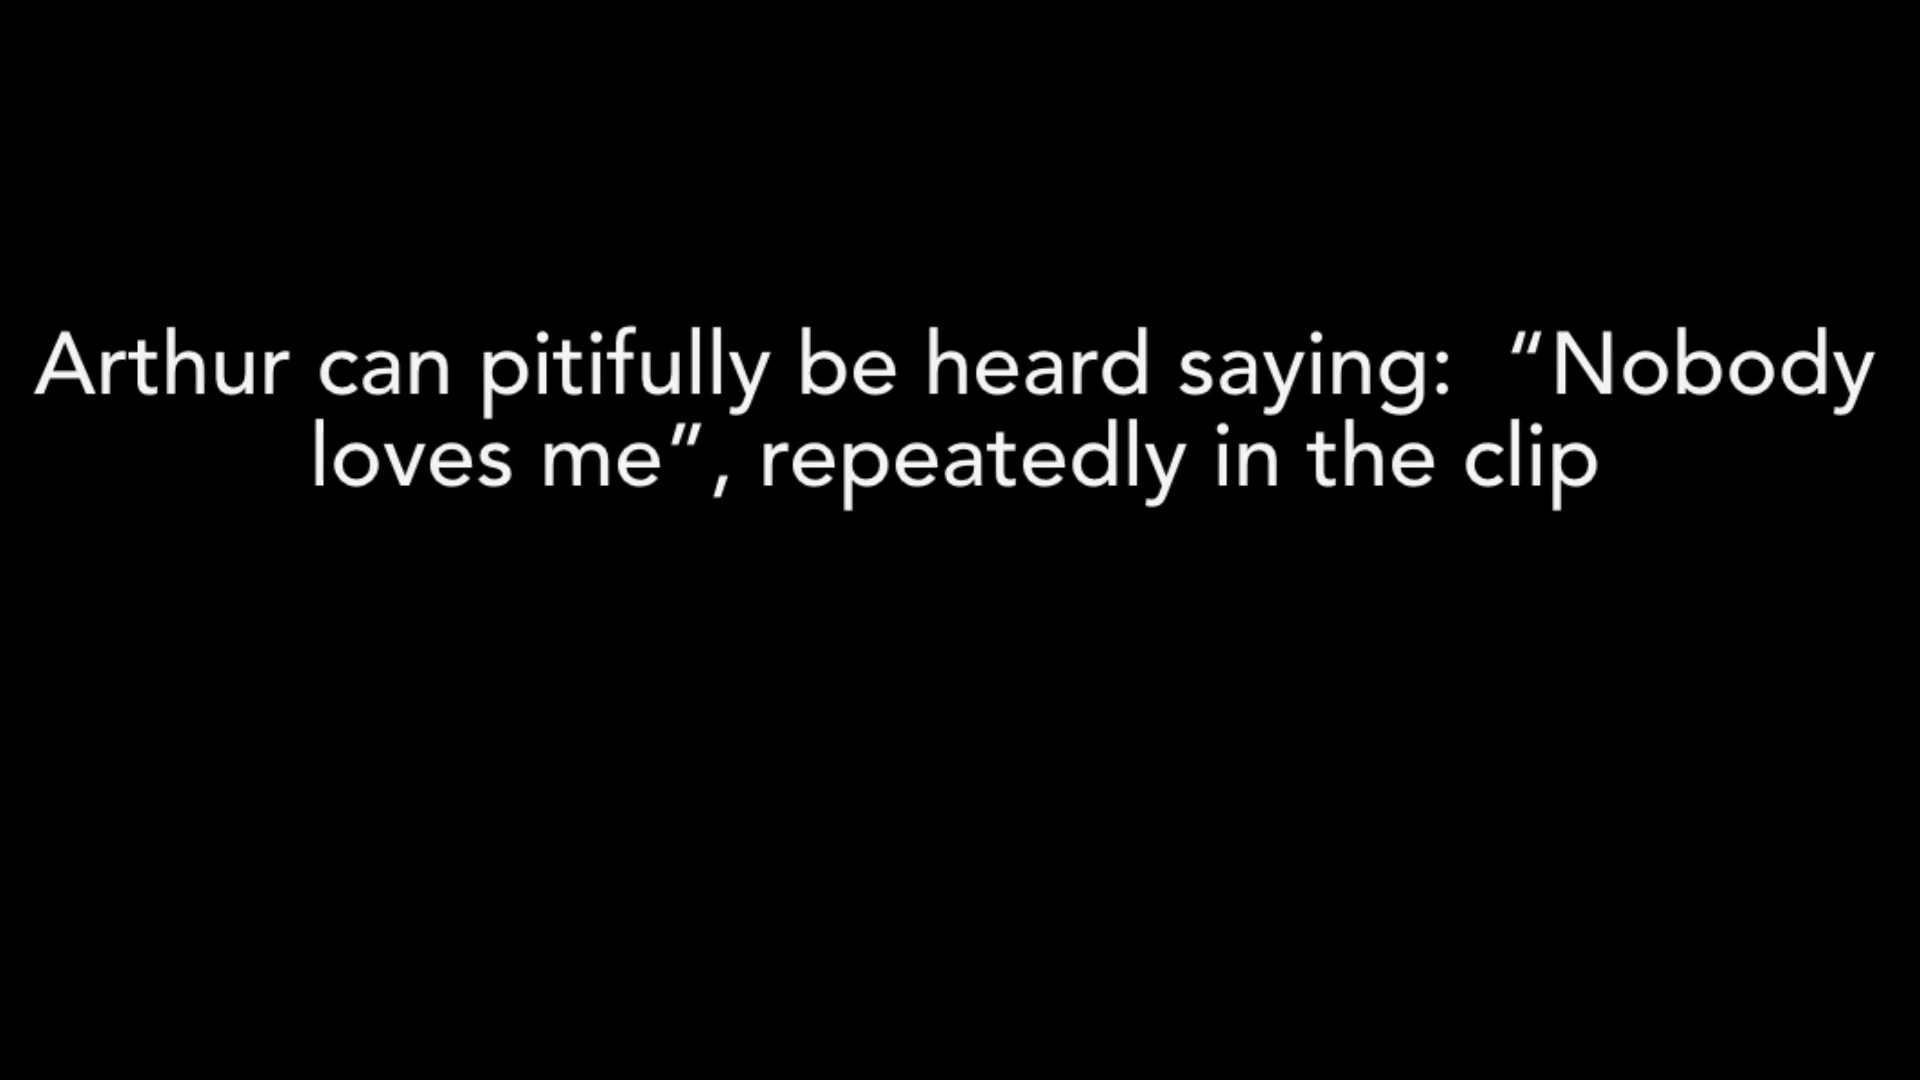 Arthur can pitifully be heard saying:  “Nobody
loves me”, repeatedly in the clip